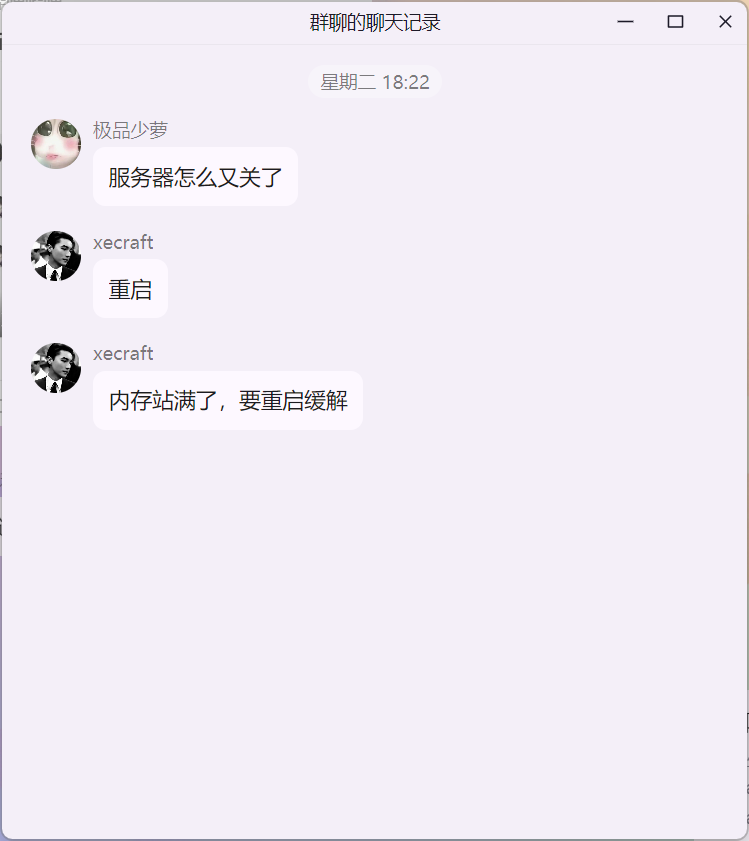 群聊的聊天记录
星期二 18:22
极品少萝
服务器怎么又关了
xecraft
重启
xecraft
内存站满了，要重启缓解